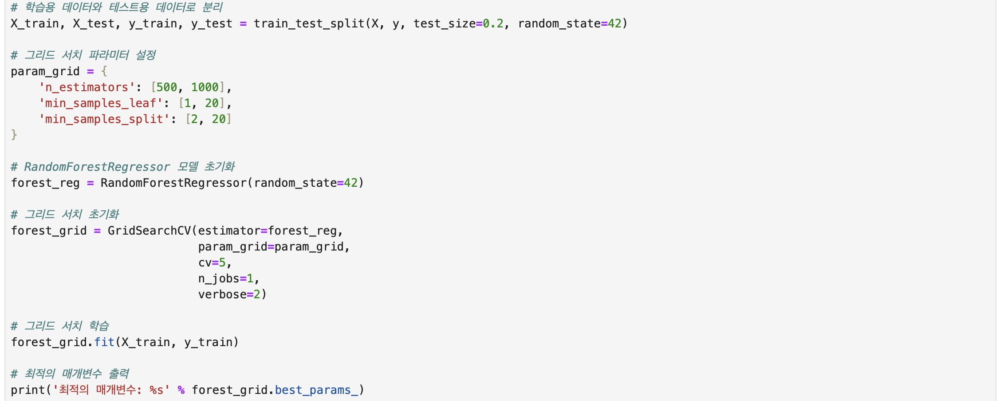 # 학습용 데이터와 테스트용 데이터로 분리
X_train, X_test, y_train, y_test = train_test_split(X, y, test_size=0.2, random_state=42)
# 그리드 서치 파라미터 설정
param_grid = {
    'n_estimators': [500, 1000],
    'min_samples_leaf': [1, 20],
    'min_samples_split': [2, 20]
}
# RandomForestRegressor 모델 초기화
forest_reg = RandomForestRegressor(random_state=42)
# 그리드 서치 초기화
forest_grid = GridSearchCV(estimator=forest_reg,
                           param_grid=param_grid,
                           cv=5,
                           n_jobs=1,
                           verbose=2)
# 그리드 서치 학습
forest_grid.fit(X_train, y_train)
# 최적의 매개변수 출력
print('최적의 매개변수: %s' % forest_grid.best_params_)